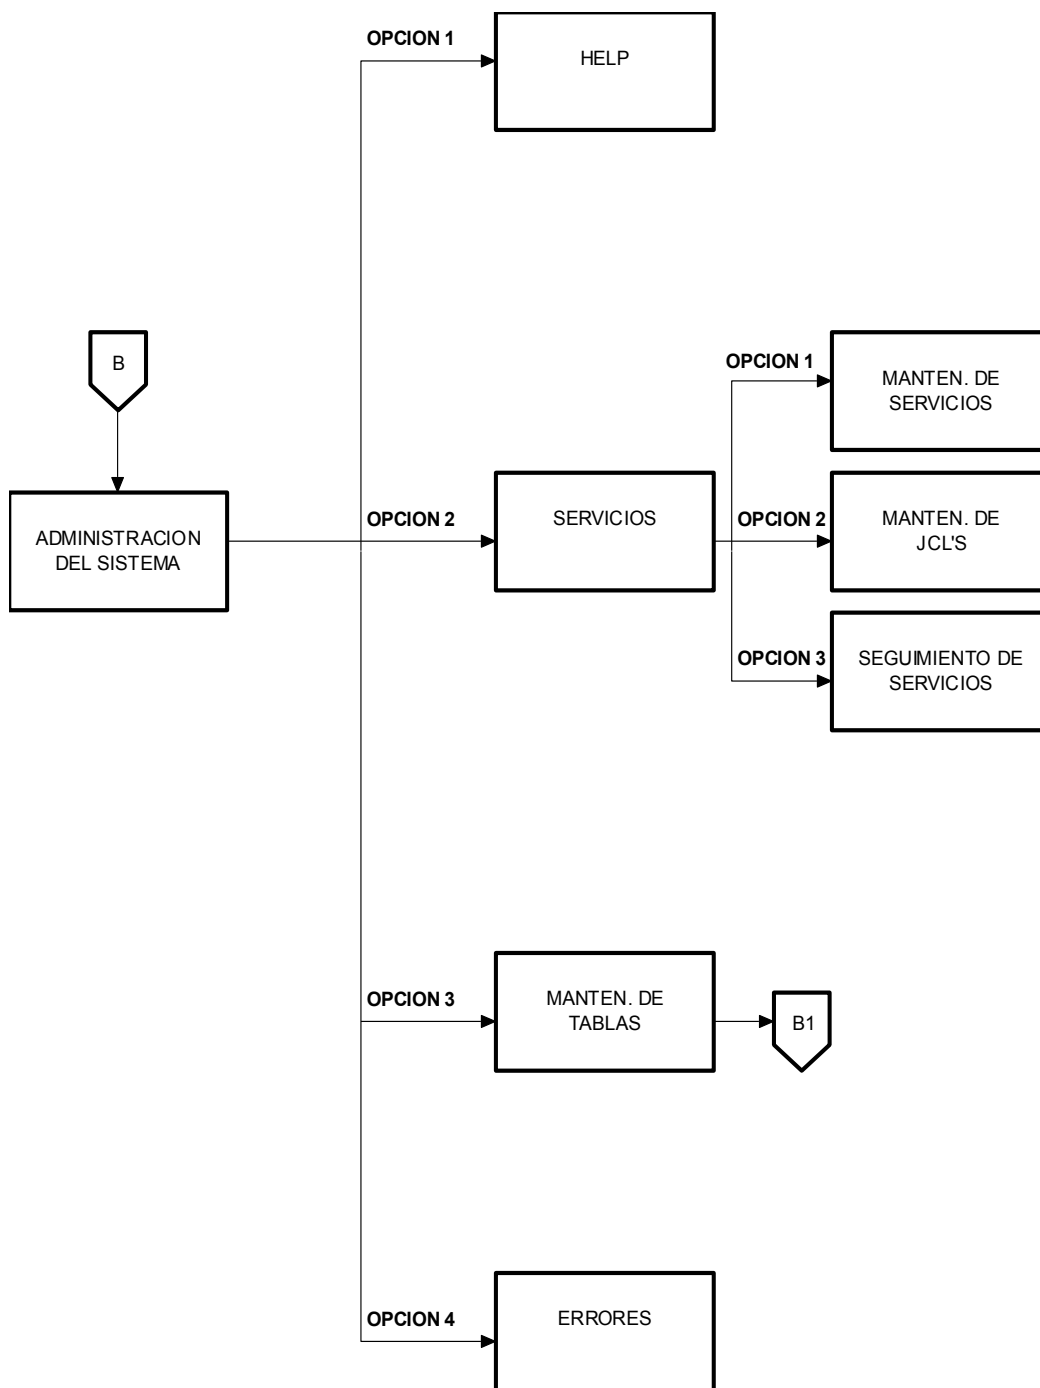 OPCION 1
HELP
B
ADMINISTRACION
DEL SISTEMA
OPCION 2
SERVICIOS
OPCION 1
MANTEN. DE
SERVICIOS
OPCION 2
MANTEN. DE
JCL'S
OPCION 3
SEGUIMIENTO DE
SERVICIOS
OPCION 3
MANTEN. DE
TABLAS
B1
OPCION 4
ERRORES